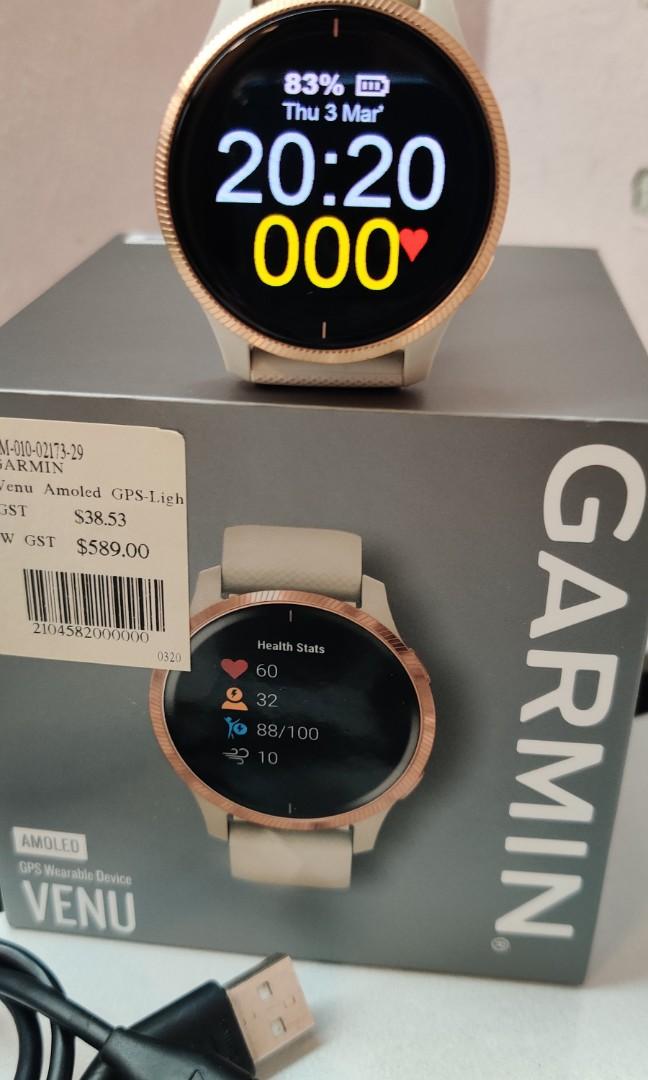 83%
Thu 3 Mar
20:20
000
M-010-02173-29
GARMIN
Venu Amoled GPS-Ligh
GST $38.53
W GST $589.00
2104582000000
0320
Health Stats
60
32
88/100
10
GARMIN®
AMOLED
GPS Wearable Device
VENU